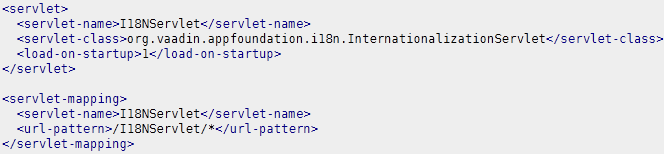 <servlet>
  <servlet-name>I18NServlet</servlet-name>
  <servlet-class>org.vaadin.appfoundation.i18n.InternationalizationServlet</servlet-class>
  <load-on-startup>1</load-on-startup>
</servlet>

<servlet-mapping>
  <servlet-name>I18NServlet</servlet-name>
  <url-pattern>/I18NServlet/*</url-pattern>
</servlet-mapping>